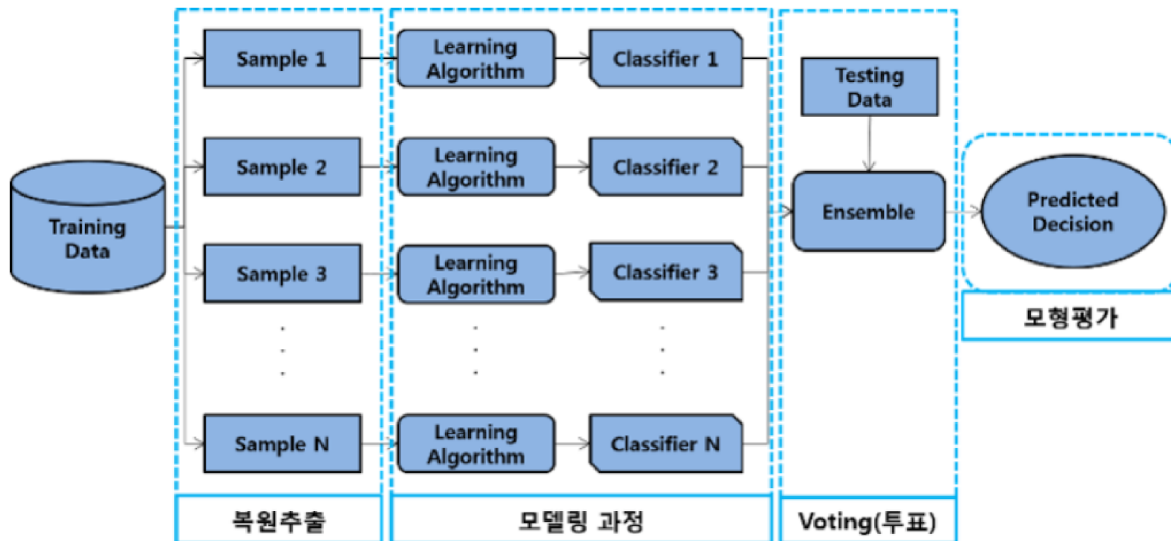 Sample 1
Learning
Algorithm
Classifier 1
Testing
Data
Sample 2
Learning
Algorithm
Classifier 2
Training
Data
Ensemble
Predicted
Decision
Sample 3
Learning
Algorithm
Classifier 3
모형평가
Sample N
Learning
Algorithm
Classifier N
복원추출
모델링 과정
Voting(투표)